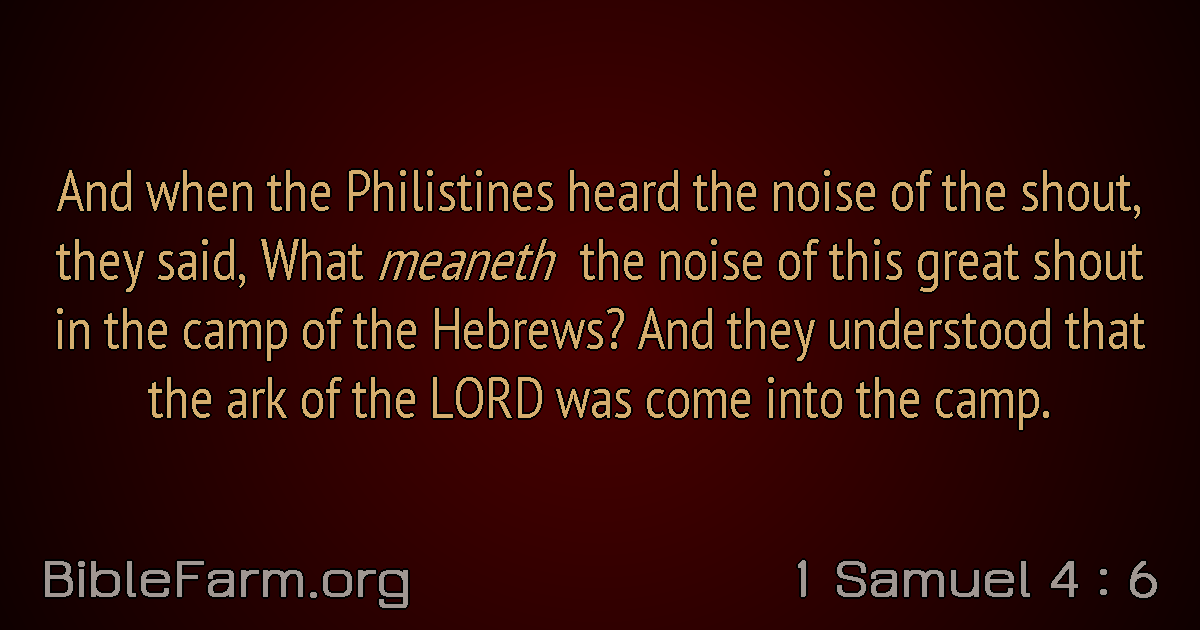 And when the Philistines heard the noise of the shout,
they said, What meaneth the noise of this great shout
in the camp of the Hebrews? And they understood that
the ark of the LORD was come into the camp.
BibleFarm.org
1 Samuel 4 : 6